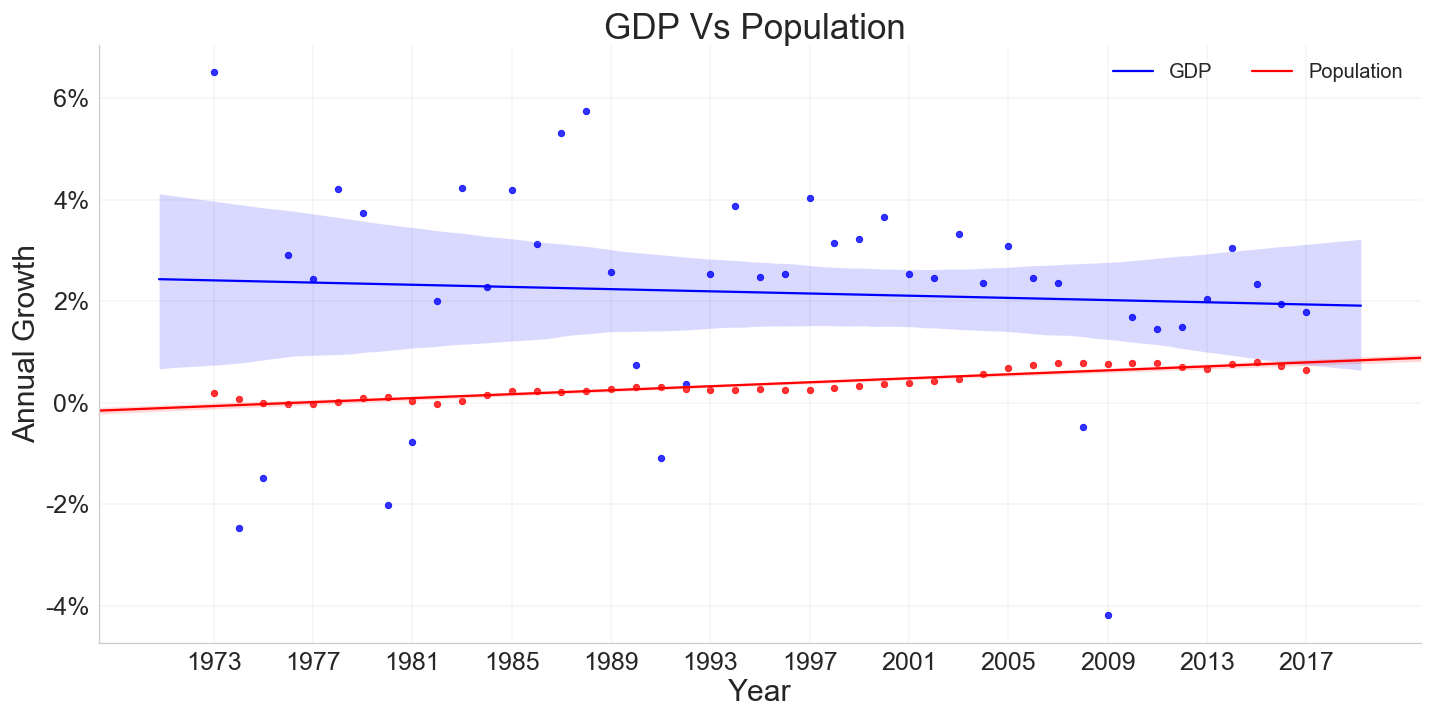 GDP Vs Population
GDP
Population
6%
4%
2%
0%
-2%
-4%
Annual Growth
1973 1977 1981 1985 1989 1993 1997 2001 2005 2009 2013 2017
Year